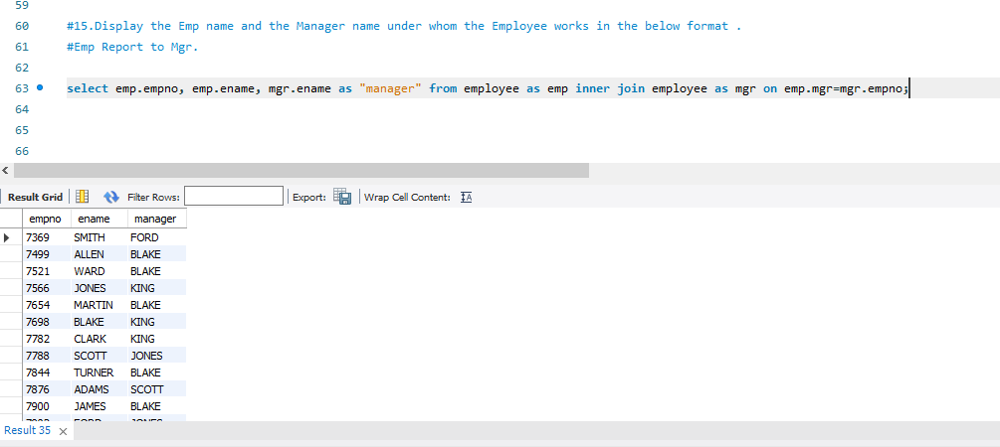 59
60 #15.Display the Emp name and the Manager name under whom the Employee works in the below format .
61 #Emp Report to Mgr.
62
63 select emp.empno, emp.ename, mgr.ename as "manager" from employee as emp inner join employee as mgr on emp.mgr=mgr.empno;
64
65
66
Result Grid Filter Rows: Export: Wrap Cell Content:
empno ename manager
7369 SMITH FORD
7499 ALLEN BLAKE
7521 WARD BLAKE
7566 JONES KING
7654 MARTIN BLAKE
7698 BLAKE KING
7782 CLARK KING
7788 SCOTT JONES
7844 TURNER BLAKE
7876 ADAMS SCOTT
7900 JAMES BLAKE
Result 35